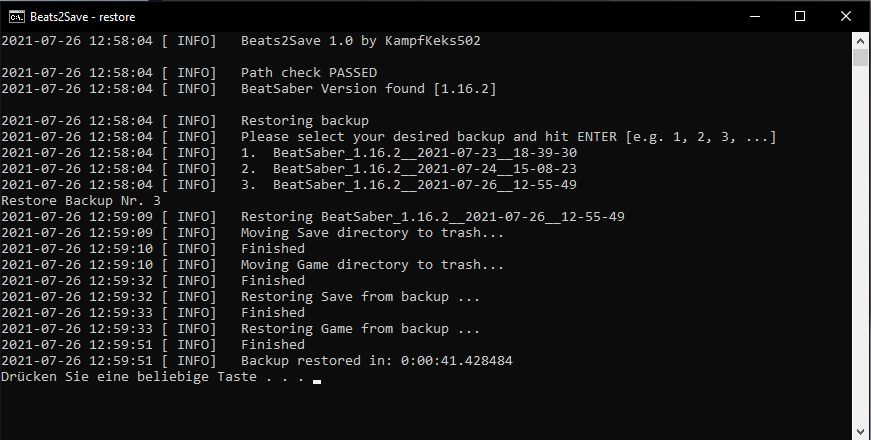 Beats2Save - restore
2021-07-26 12:58:04 [ INFO]   Beats2Save 1.0 by KampfKeks502
2021-07-26 12:58:04 [ INFO]   Path check PASSED
2021-07-26 12:58:04 [ INFO]   BeatSaber Version found [1.16.2]
2021-07-26 12:58:04 [ INFO]   Restoring backup
2021-07-26 12:58:04 [ INFO]   Please select your desired backup and hit ENTER [e.g. 1, 2, 3, ...]
2021-07-26 12:58:04 [ INFO]   1.  BeatSaber_1.16.2__2021-07-23__18-39-30
2021-07-26 12:58:04 [ INFO]   2.  BeatSaber_1.16.2__2021-07-24__15-08-23
2021-07-26 12:58:04 [ INFO]   3.  BeatSaber_1.16.2__2021-07-26__12-55-49
Restore Backup Nr. 3
2021-07-26 12:59:09 [ INFO]   Restoring BeatSaber_1.16.2__2021-07-26__12-55-49
2021-07-26 12:59:09 [ INFO]   Moving Save directory to trash...
2021-07-26 12:59:10 [ INFO]   Finished
2021-07-26 12:59:10 [ INFO]   Moving Game directory to trash...
2021-07-26 12:59:32 [ INFO]   Finished
2021-07-26 12:59:32 [ INFO]   Restoring Save from backup ...
2021-07-26 12:59:33 [ INFO]   Finished
2021-07-26 12:59:33 [ INFO]   Restoring Game from backup ...
2021-07-26 12:59:51 [ INFO]   Finished
2021-07-26 12:59:51 [ INFO]   Backup restored in: 0:00:41.428484
Drücken Sie eine beliebige Taste . . .